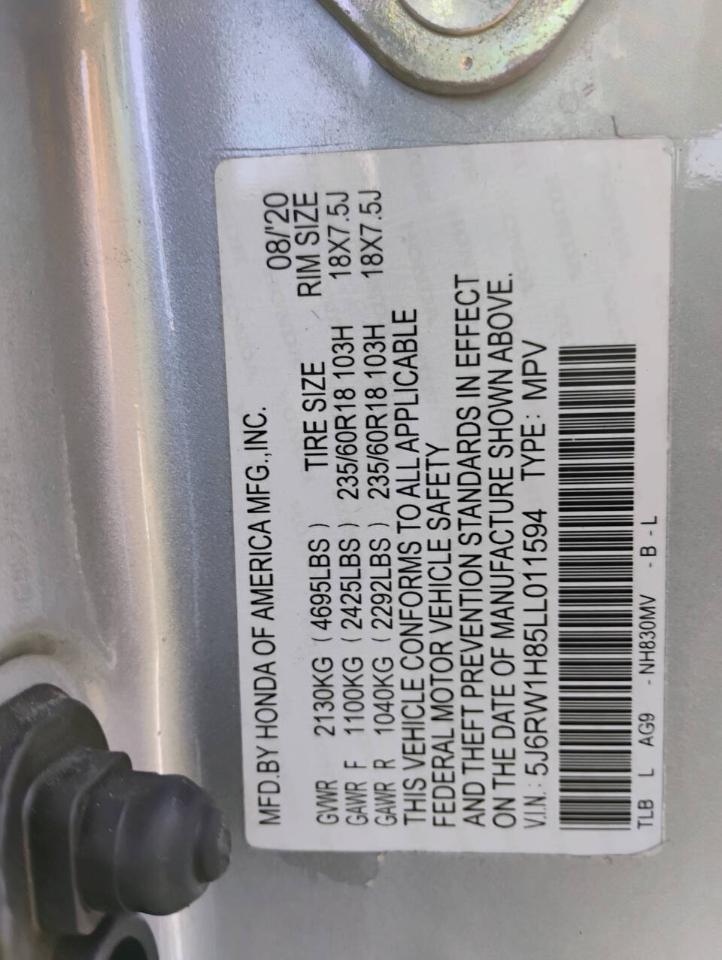 MFD.BY HONDA OF AMERICA MFG.,INC. 08/'20
GVWR 2130KG (4695LBS) TIRE SIZE RIM SIZE
GAWR F 1100KG (2425LBS) 235/60R18 103H 18X7.5J
GAWR R 1040KG (2292LBS) 235/60R18 103H 18X7.5J
THIS VEHICLE CONFORMS TO ALL APPLICABLE
FEDERAL MOTOR VEHICLE SAFETY
AND THEFT PREVENTION STANDARDS IN EFFECT
ON THE DATE OF MANUFACTURE SHOWN ABOVE.
V.I.N.: 5J6RW1H85LL011594 TYPE: MPV
TLB L AG9 -NH830MV -B-L